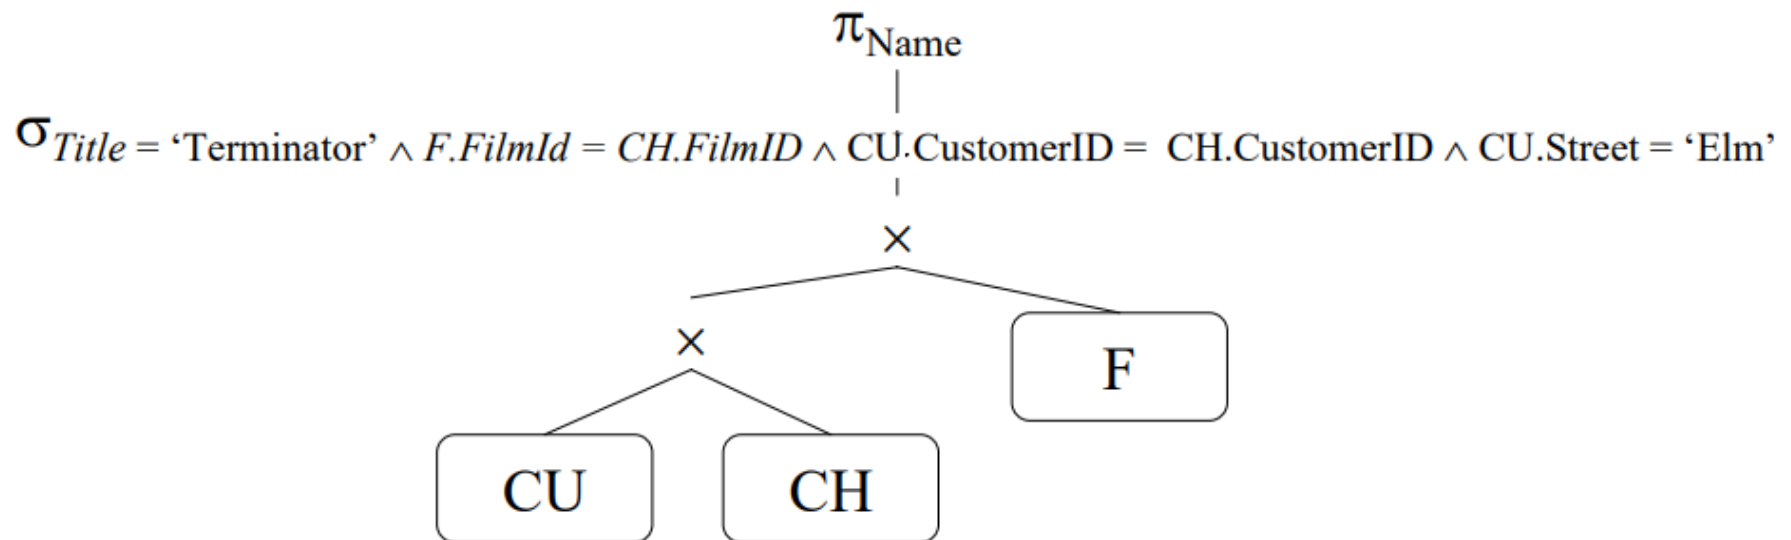 πName
σTitle = ‘Terminator’ ∧ F.FilmId = CH.FilmID ∧ CU.CustomerID = CH.CustomerID ∧ CU.Street = ‘Elm’
×
×
F
CU CH